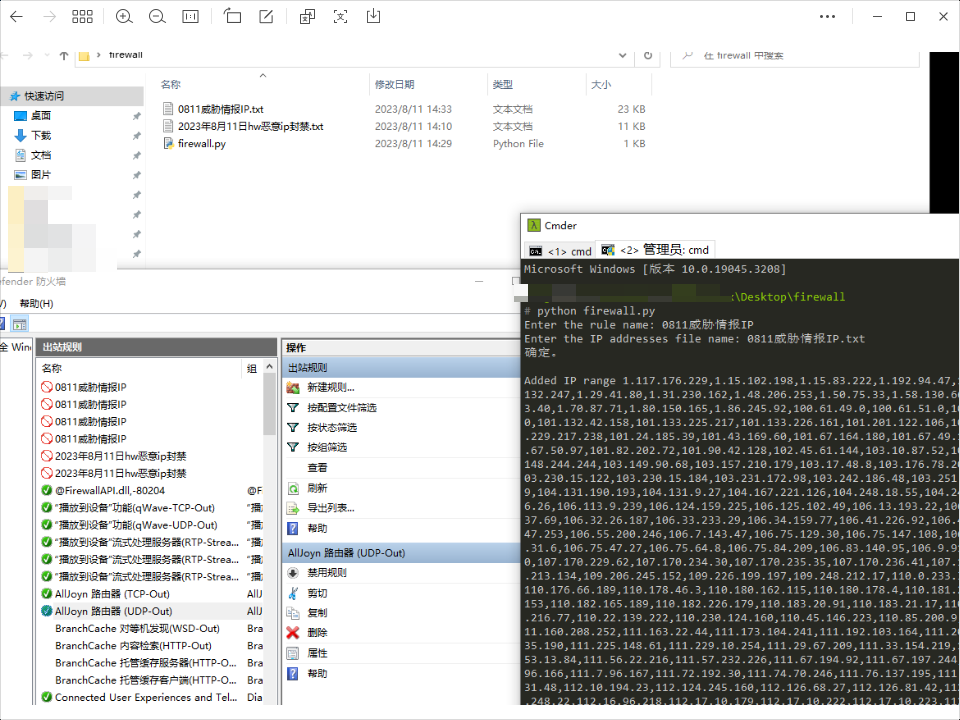 firewall
在 firewall 中搜索
名称 修改日期 类型 大小
快速访问
桌面
下载
文档
图片
0811威胁情报IP.txt 2023/8/11 14:33 文本文档 23 KB
2023年8月11日hw恶意ip封禁.txt 2023/8/11 14:10 文本文档 11 KB
firewall.py 2023/8/11 14:29 Python File 1 KB
efender 防火墙
帮助(H)
出站规则
名称 组
0811威胁情报IP
0811威胁情报IP
0811威胁情报IP
0811威胁情报IP
2023年8月11日hw恶意ip封禁
2023年8月11日hw恶意ip封禁
@FirewallAPI.dll,-80204 @F
"播放到设备"功能(qWave-TCP-Out) "播
"播放到设备"功能(qWave-UDP-Out) "播
"播放到设备"流式处理服务器(RTP-Strea... "播
"播放到设备"流式处理服务器(RTP-Strea... "播
"播放到设备"流式处理服务器(RTP-Strea... "播
AllJoyn 路由器 (TCP-Out) AllJ
AllJoyn 路由器 (UDP-Out) AllJ
BranchCache 对等机发现(WSD-Out) Bra
BranchCache 内容检索(HTTP-Out) Bra
BranchCache 托管缓存服务器(HTTP-O... Bra
BranchCache 托管缓存客户端(HTTP-O... Bra
Connected User Experiences and Tel... Dia
操作
出站规则
新建规则...
按配置文件筛选
按状态筛选
按组筛选
查看
刷新
导出列表...
帮助
AllJoyn 路由器 (UDP-Out)
禁用规则
剪切
复制
删除
属性
帮助
Cmder
<1> cmd <2> 管理员: cmd
Microsoft Windows [版本 10.0.19045.3208]
:\Desktop\firewall
# python firewall.py
Enter the rule name: 0811威胁情报IP
Enter the IP addresses file name: 0811威胁情报IP.txt
确定。
Added IP range 1.117.176.229,1.15.102.198,1.15.83.222,1.192.94.47,
132.247,1.29.41.80,1.31.230.162,1.48.206.253,1.50.75.33,1.58.130.6
3.40,1.70.87.71,1.80.150.165,1.86.245.92,100.61.49.0,100.61.51.0,10
0,101.132.42.158,101.133.225.217,101.133.226.161,101.201.122.106,10
.229.217.238,101.24.185.39,101.43.169.60,101.67.164.180,101.67.49.
.67.50.97,101.82.202.72,101.90.42.128,102.45.61.144,103.10.87.52,10
148.244.244,103.149.90.68,103.157.210.179,103.17.48.8,103.176.78.20
03.230.15.122,103.230.15.184,103.231.172.98,103.242.186.48,103.251
9,104.131.190.193,104.131.9.27,104.167.221.126,104.248.18.55,104.24
6.26,106.113.9.239,106.124.159.225,106.125.102.49,106.13.193.22,10
37.69,106.32.26.187,106.33.233.29,106.34.159.77,106.41.226.92,106.4
47.253,106.55.200.246,106.7.143.47,106.75.129.30,106.75.147.108,106
.31.6,106.75.47.27,106.75.64.8,106.75.84.209,106.83.140.95,106.9.9
0,107.170.229.62,107.170.234.30,107.170.235.35,107.170.236.41,107.1
.213.134,109.206.245.152,109.226.199.197,109.248.212.17,110.0.233.
110.176.66.189,110.178.46.3,110.180.162.115,110.180.178.4,110.181.
153,110.182.165.189,110.182.226.179,110.183.20.91,110.183.21.17,110
.216.77,110.22.139.222,110.230.124.160,110.45.146.223,110.85.200.9
11.160.208.252,111.163.22.44,111.173.104.241,111.192.103.164,111.20
35.190,111.225.148.61,111.229.10.254,111.29.67.209,111.33.154.219,1
53.13.84,111.56.22.216,111.57.232.226,111.67.194.92,111.67.197.244
96.166,111.7.96.167,111.72.192.30,111.74.70.246,111.76.137.195,111
31.48,112.10.194.23,112.124.245.160,112.126.68.27,112.126.81.42,112
.248.22,112.16.96.218,112.17.10.179,112.17.10.222,112.17.10.223,11